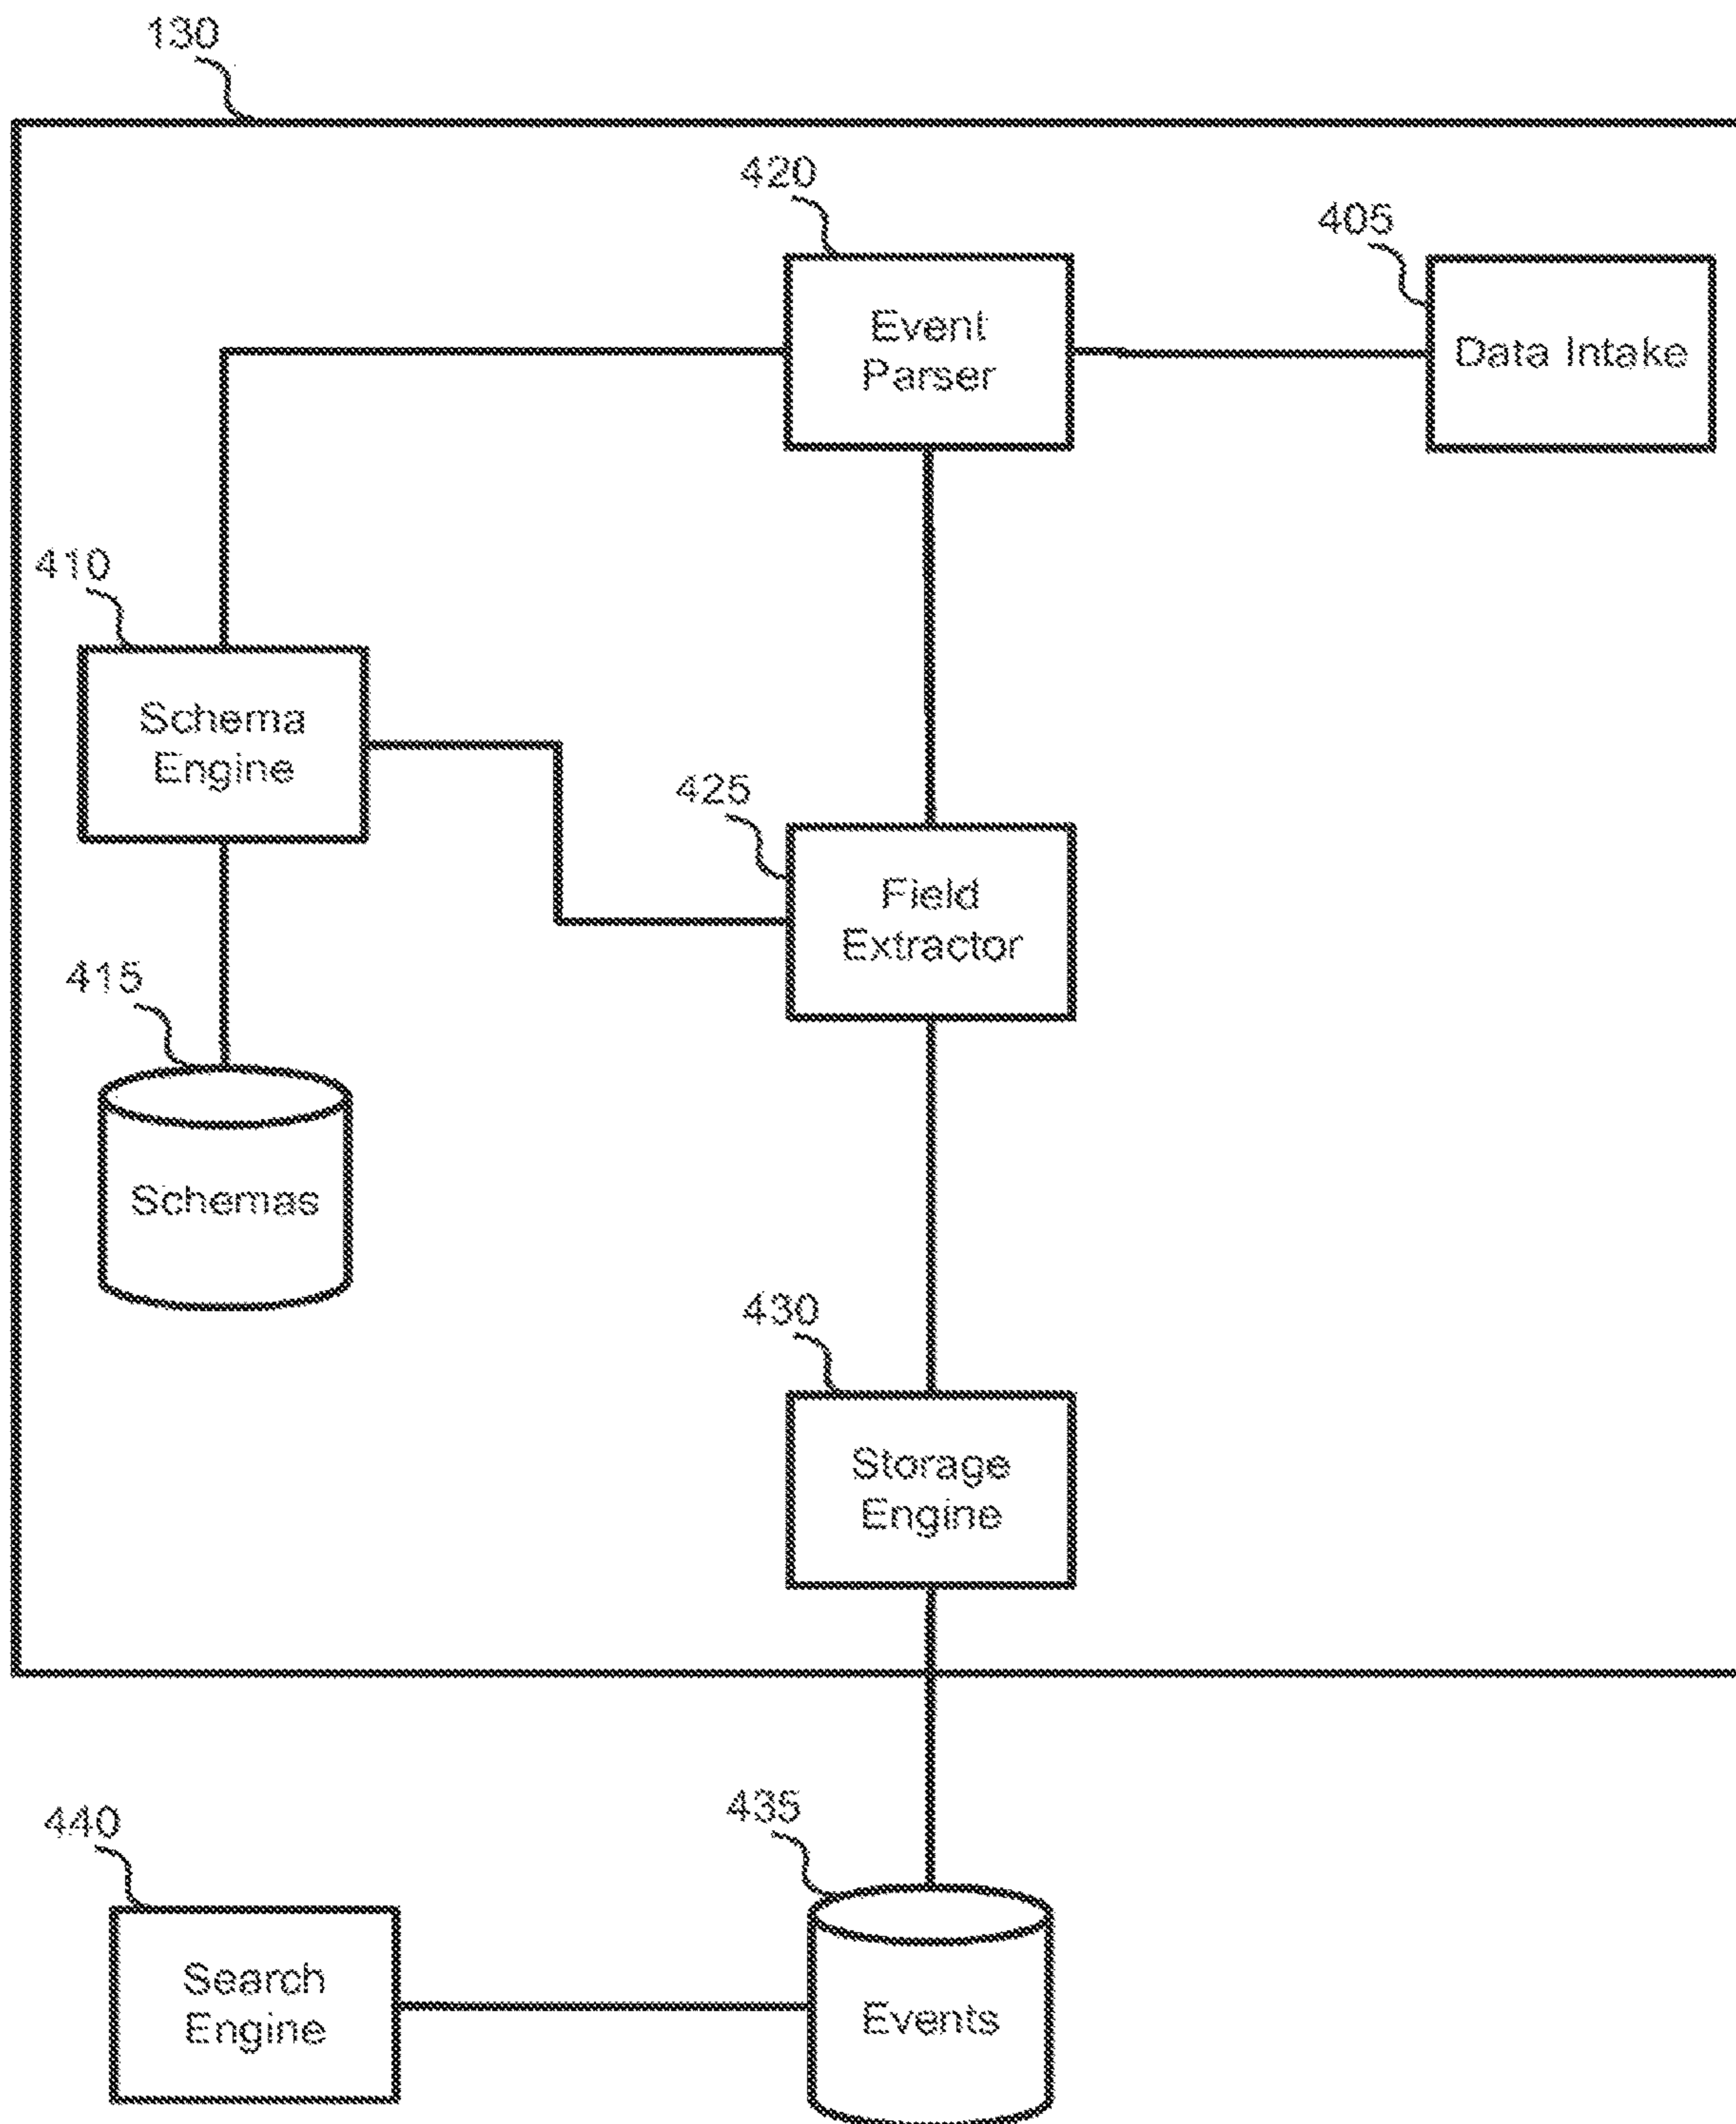 130
420
405
Event
Parser
Data Intake
410
Schema
Engine
425
Field
Extractor
415
Schemas
430
Storage
Engine
440
435
Search
Engine
Events